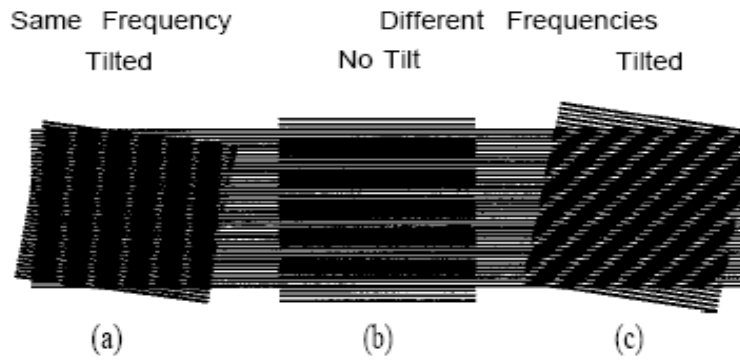 Same Frequency Different Frequencies
Tilted No Tilt Tilted
(a) (b) (c)